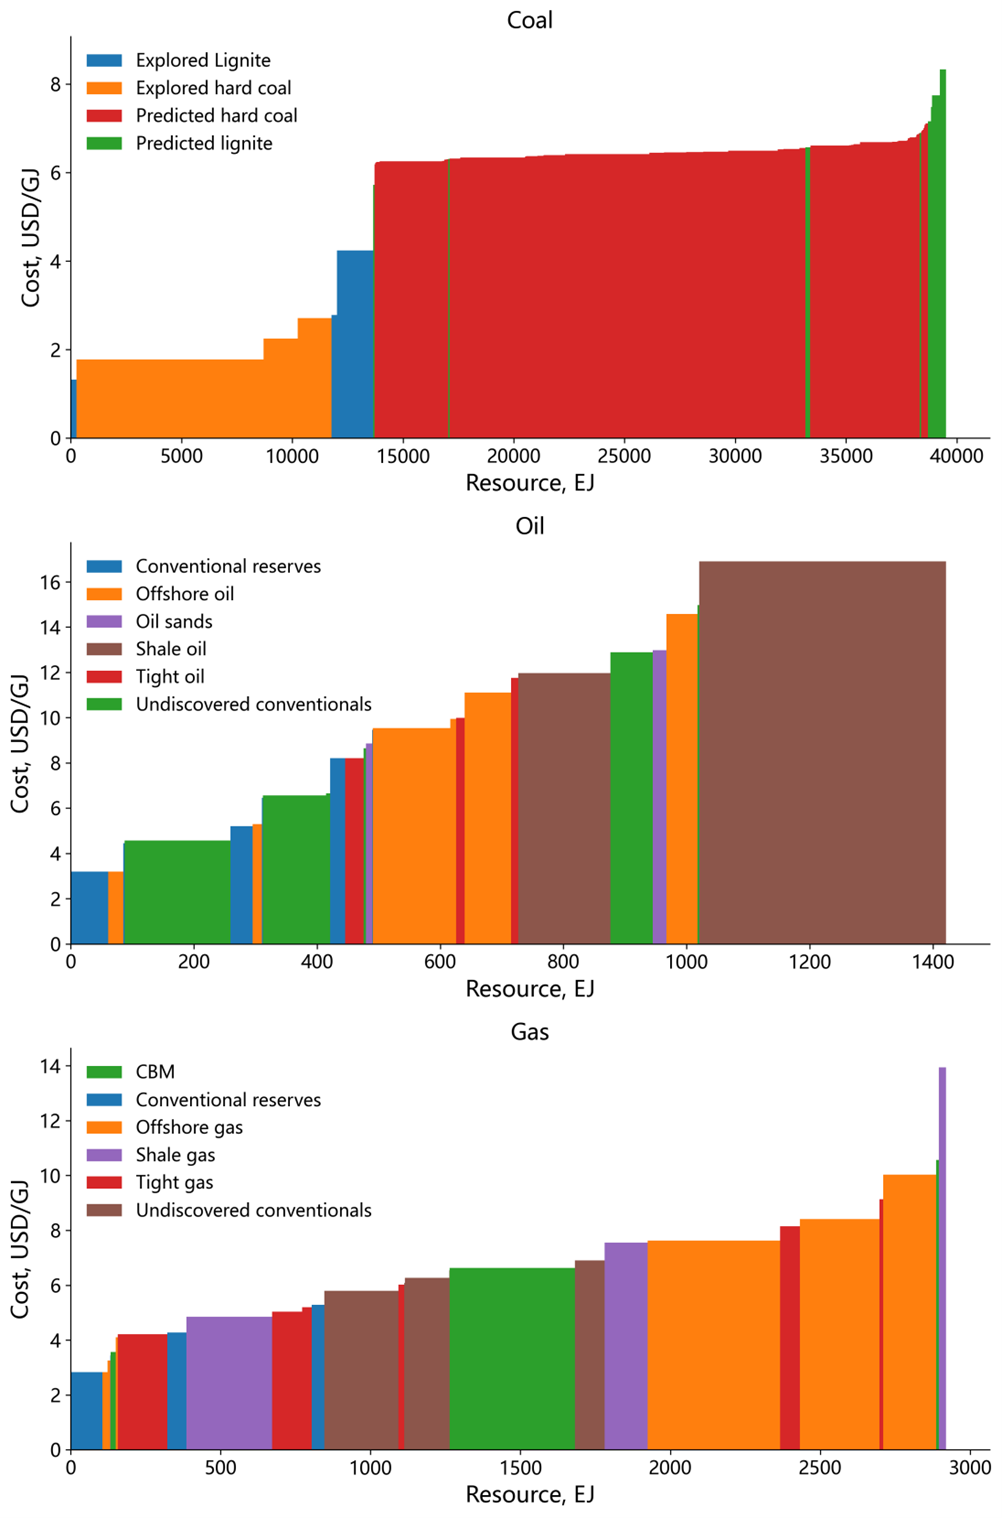 Coal
Explored Lignite
Explored hard coal
Predicted hard coal
Predicted lignite
8
6
4
2
0
Cost, USD/GJ
0 5000 10000 15000 20000 25000 30000 35000 40000
Resource, EJ
Oil
Conventional reserves
Offshore oil
Oil sands
Shale oil
Tight oil
Undiscovered conventionals
16
14
12
10
8
6
4
2
0
Cost, USD/GJ
0 200 400 600 800 1000 1200 1400
Resource, EJ
Gas
CBM
Conventional reserves
Offshore gas
Shale gas
Tight gas
Undiscovered conventionals
14
12
10
8
6
4
2
0
Cost, USD/GJ
0 500 1000 1500 2000 2500 3000
Resource, EJ